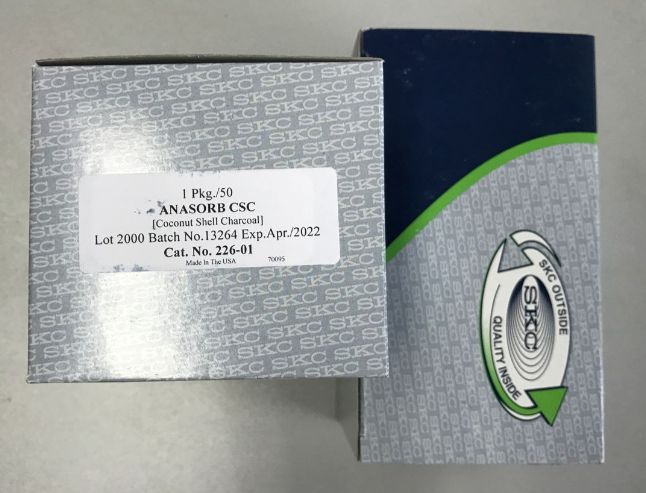 1 Pkg./50
ANASORB CSC
[Coconut Shell Charcoal]
Lot 2000 Batch No.13264 Exp.Apr./2022
Cat. No. 226-01
Made In The USA 70095
SKC OUTSIDE
SKC
QUALITY INSIDE